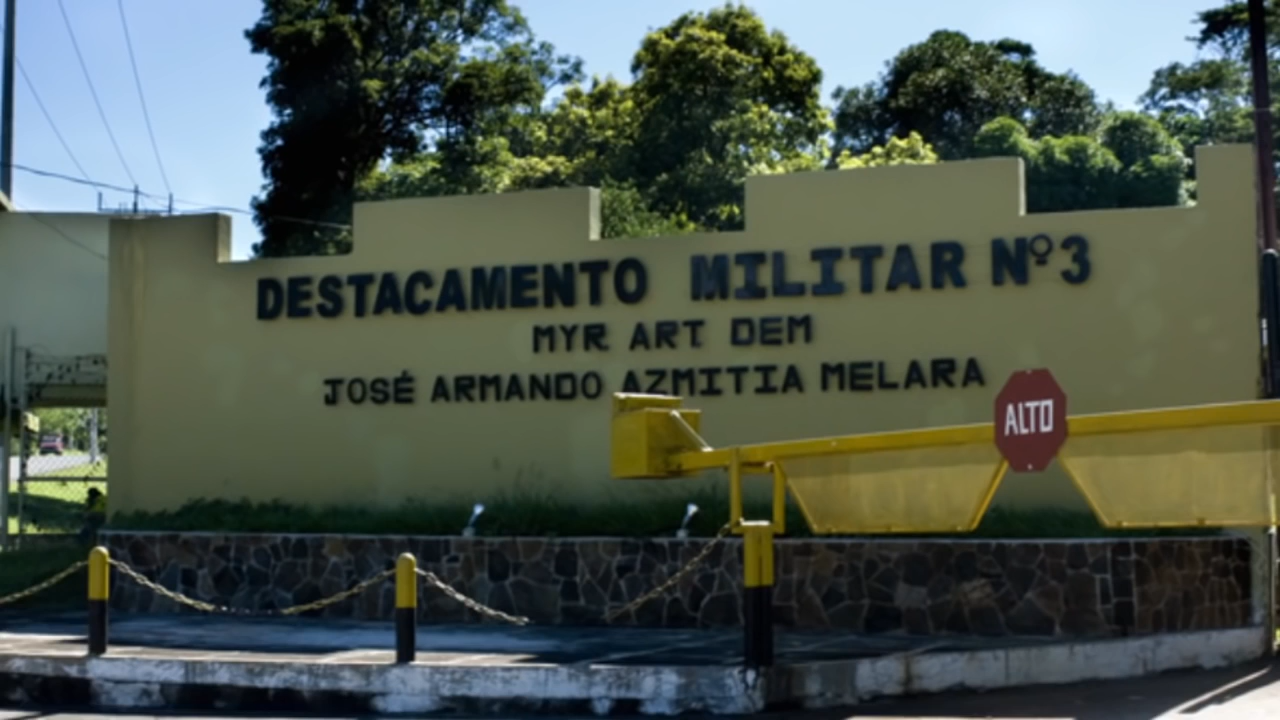 DESTACAMENTO MILITAR Nº3
MYR ART DEM
JOSÉ ARMANDO AZMITIA MELARA
ALTO